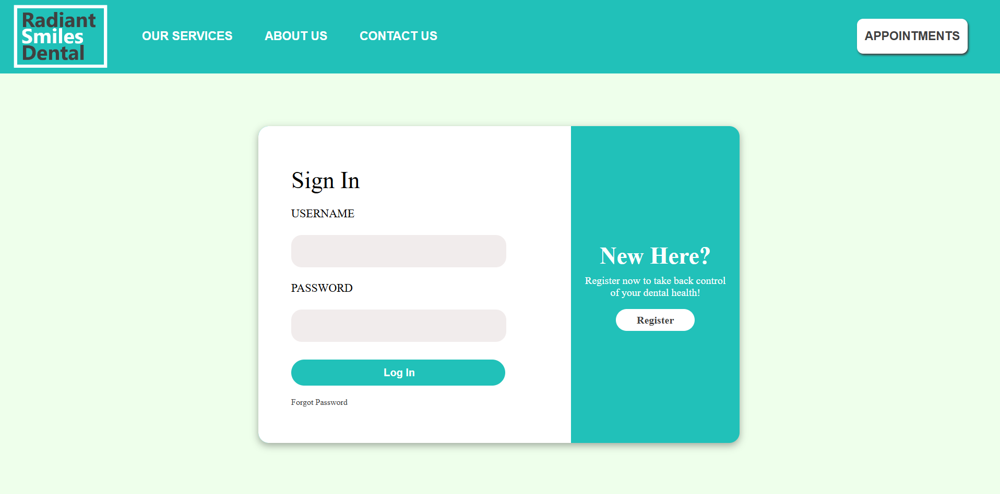 Radiant
Smiles
Dental
OUR SERVICES
ABOUT US
CONTACT US
APPOINTMENTS
Sign In
USERNAME
PASSWORD
Log In
Forgot Password
New Here?
Register now to take back control
of your dental health!
Register